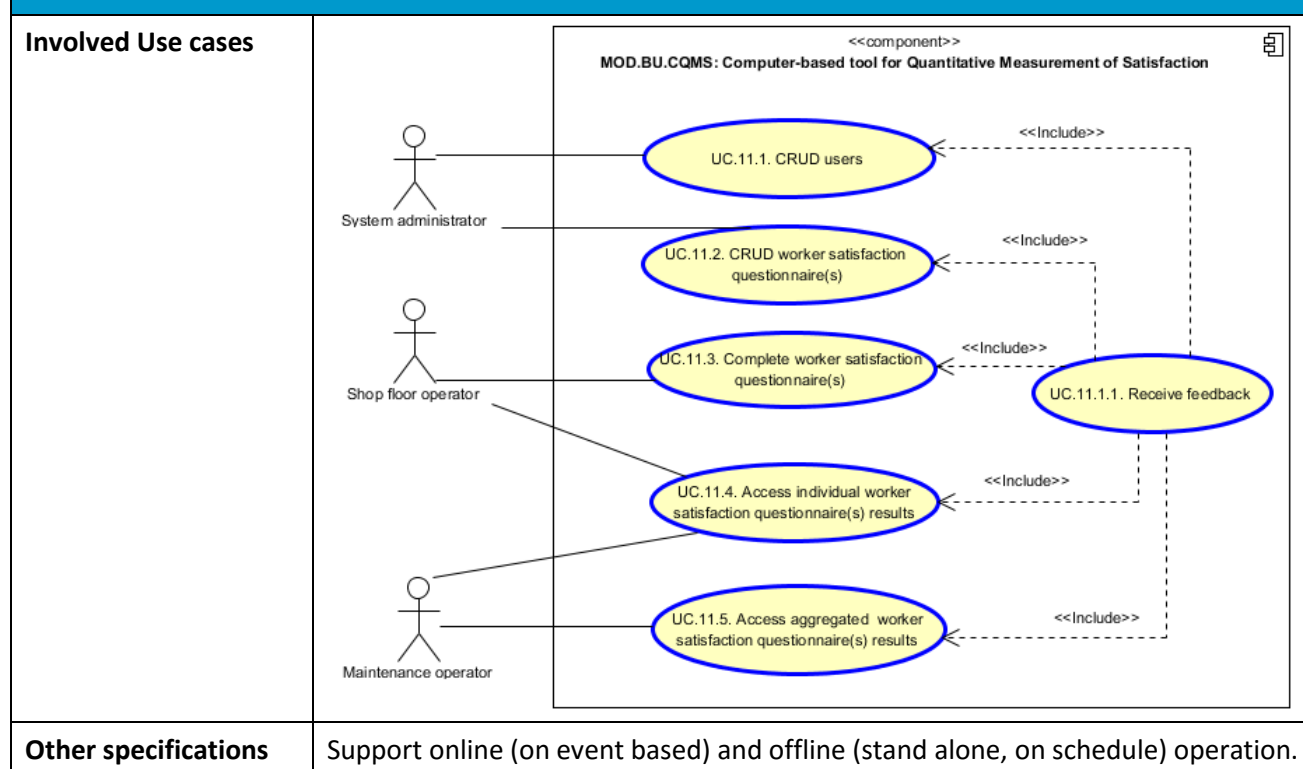 Involved Use cases
<<component>>
MOD.BU.CQMS: Computer-based tool for Quantitative Measurement of Satisfaction
<<Include>>
UC.11.1. CRUD users
System administrator
<<Include>>
UC.11.2. CRUD worker satisfaction
questionnaire(s)
<<Include>>
UC.11.3. Complete worker satisfaction
questionnaire(s)
Shop floor operator
UC.11.1.1. Receive feedback
<<Include>>
UC.11.4. Access individual worker
satisfaction questionnaire(s) results
<<Include>>
UC.11.5. Access aggregated worker
satisfaction questionnaire(s) results
Maintenance operator
Other specifications
Support online (on event based) and offline (stand alone, on schedule) operation.